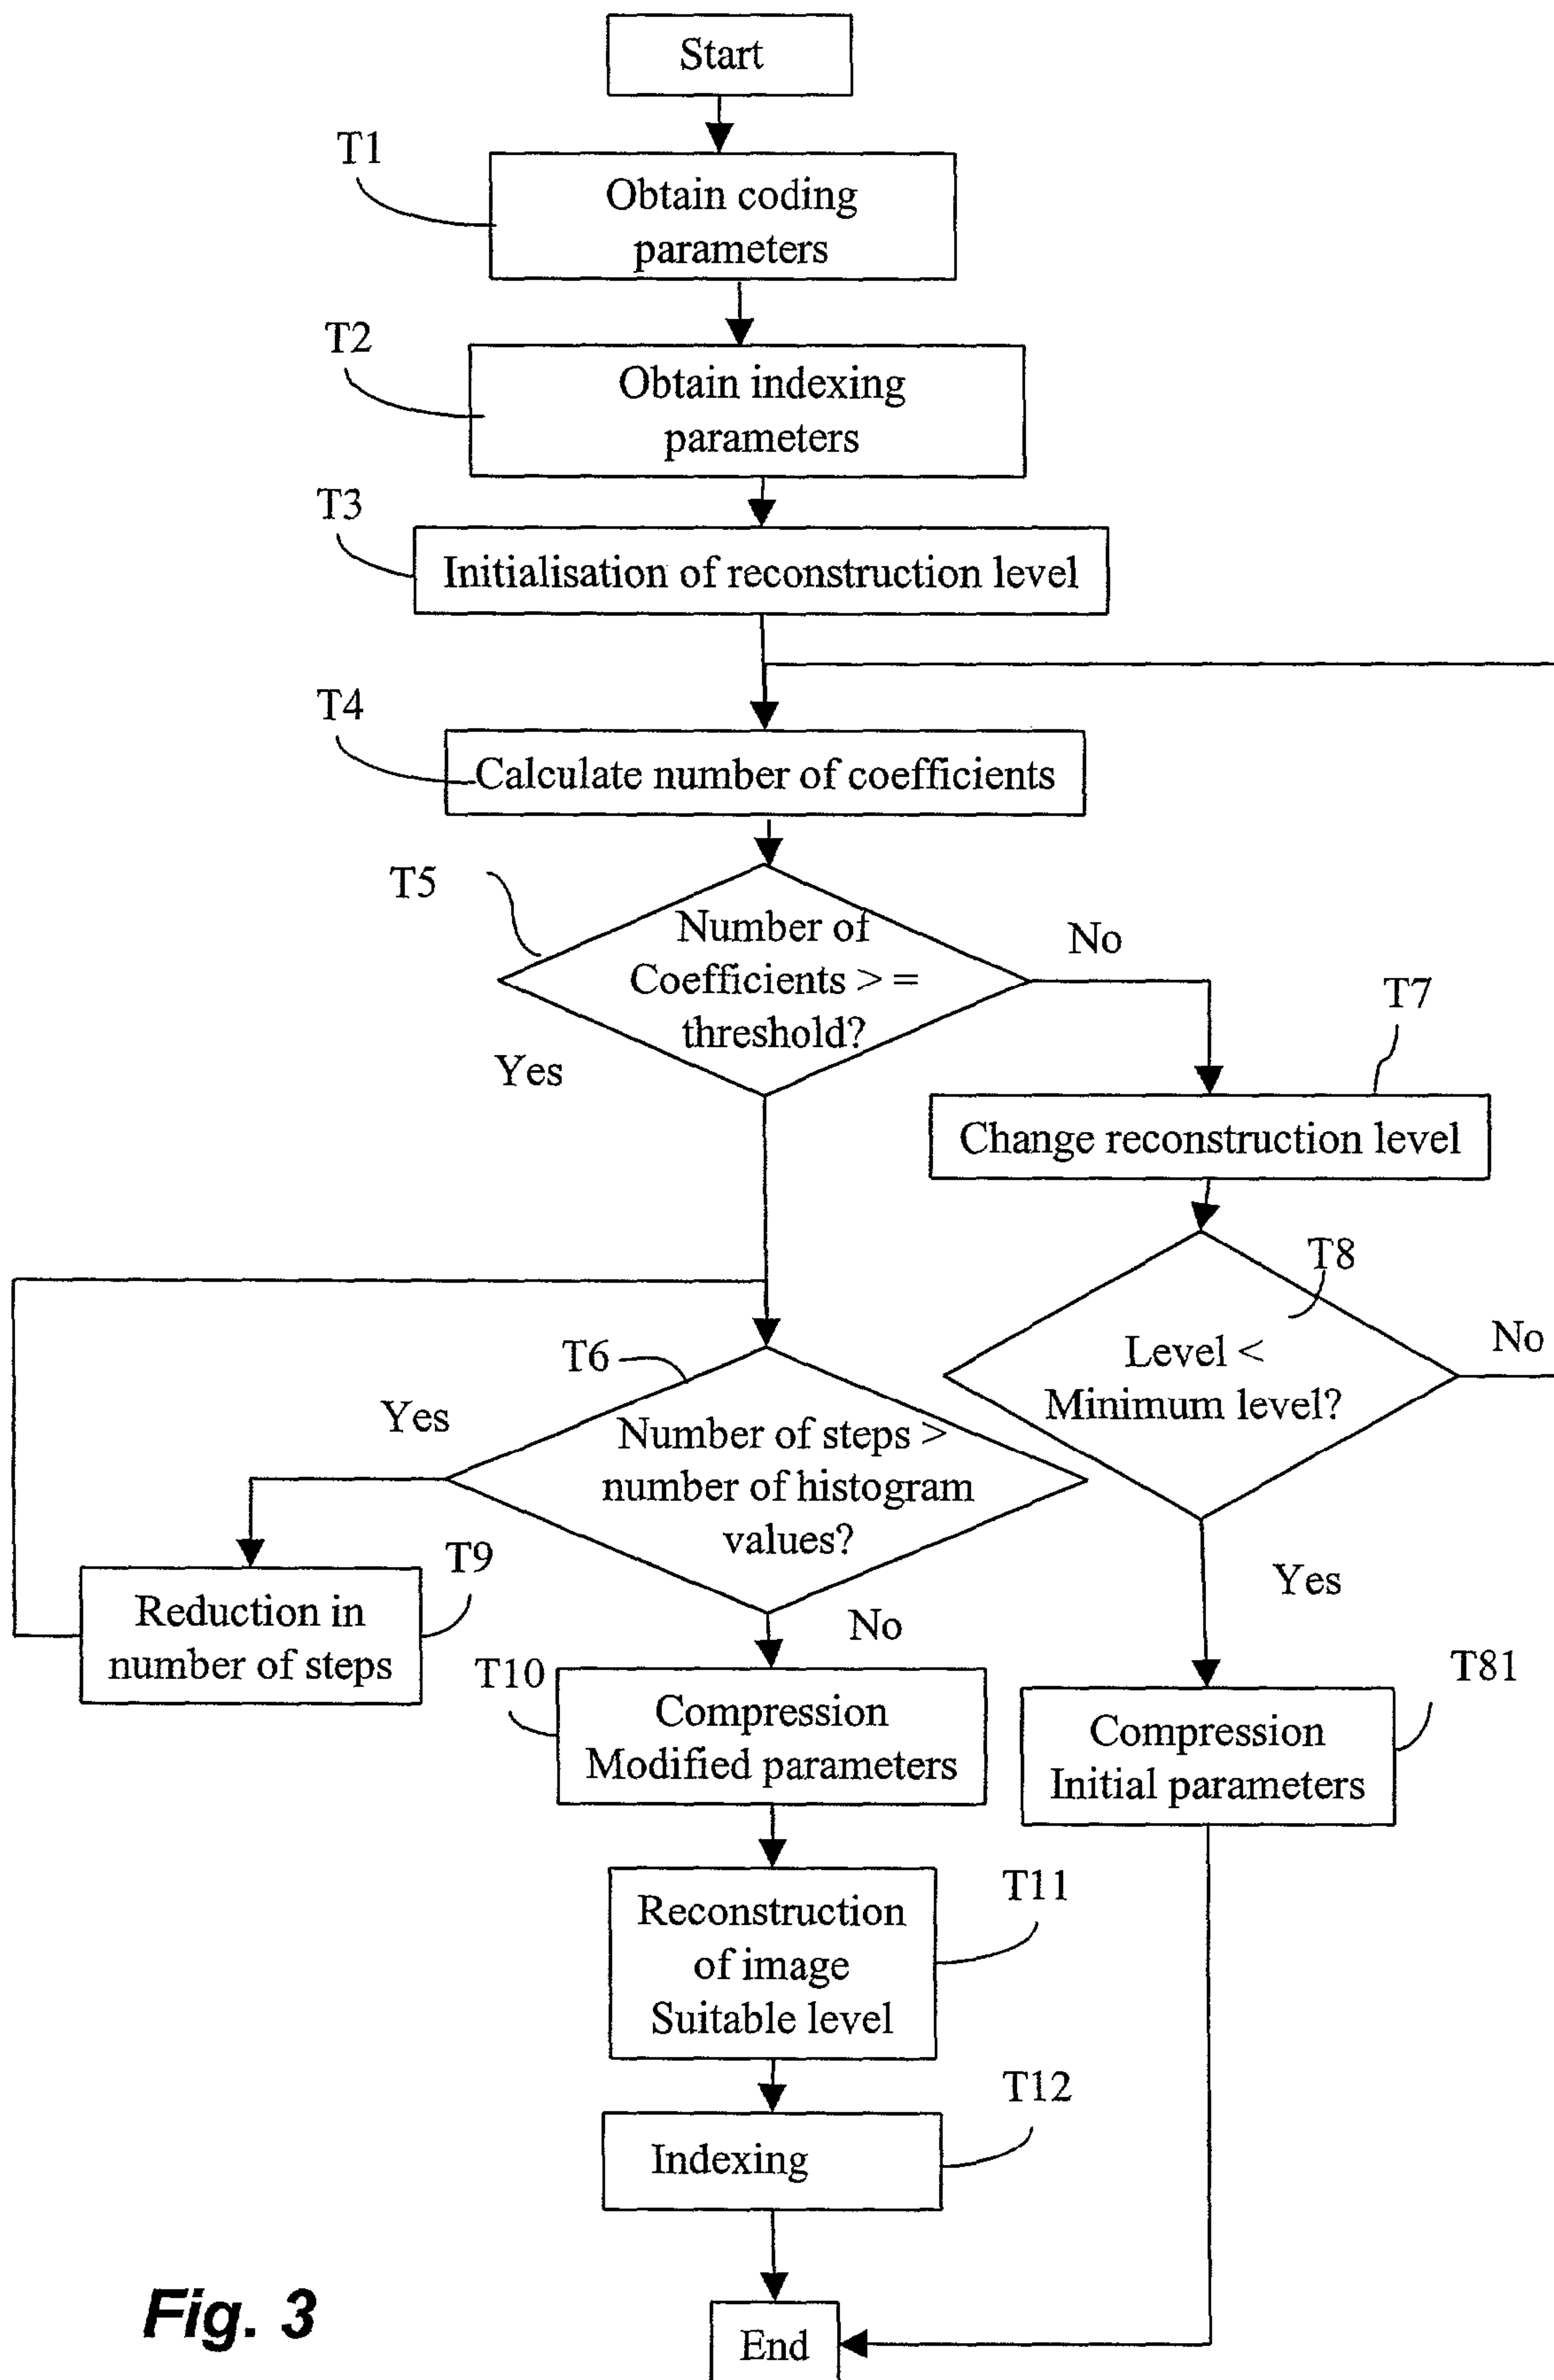 Start
T1
Obtain coding
parameters
T2
Obtain indexing
parameters
T3
Initialisation of reconstruction level
T4
Calculate number of coefficients
T5
Number of
Coefficients > =
threshold?
No
Yes
T7
Change reconstruction level
T8
Level <
Minimum level?
No
Yes
T6
Number of steps >
number of histogram
values?
Yes
No
T9
Reduction in
number of steps
T10
Compression
Modified parameters
T81
Compression
Initial parameters
T11
Reconstruction
of image
Suitable level
T12
Indexing
End
Fig. 3